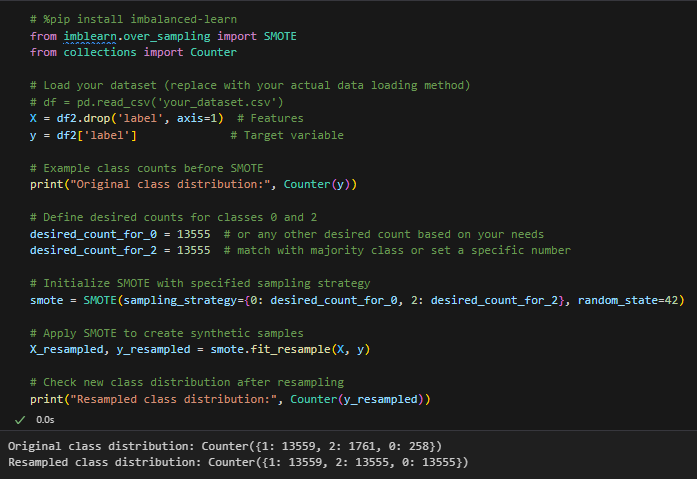 # %pip install imbalanced-learn
from imblearn.over_sampling import SMOTE
from collections import Counter
# Load your dataset (replace with your actual data loading method)
# df = pd.read_csv('your_dataset.csv')
X = df2.drop('label', axis=1)  # Features
y = df2['label']              # Target variable
# Example class counts before SMOTE
print("Original class distribution:", Counter(y))
# Define desired counts for classes 0 and 2
desired_count_for_0 = 13555  # or any other desired count based on your needs
desired_count_for_2 = 13555  # match with majority class or set a specific number
# Initialize SMOTE with specified sampling strategy
smote = SMOTE(sampling_strategy={0: desired_count_for_0, 2: desired_count_for_2}, random_state=42)
# Apply SMOTE to create synthetic samples
X_resampled, y_resampled = smote.fit_resample(X, y)
# Check new class distribution after resampling
print("Resampled class distribution:", Counter(y_resampled))
0.0s
Original class distribution: Counter({1: 13559, 2: 1761, 0: 258})
Resampled class distribution: Counter({1: 13559, 2: 13555, 0: 13555})